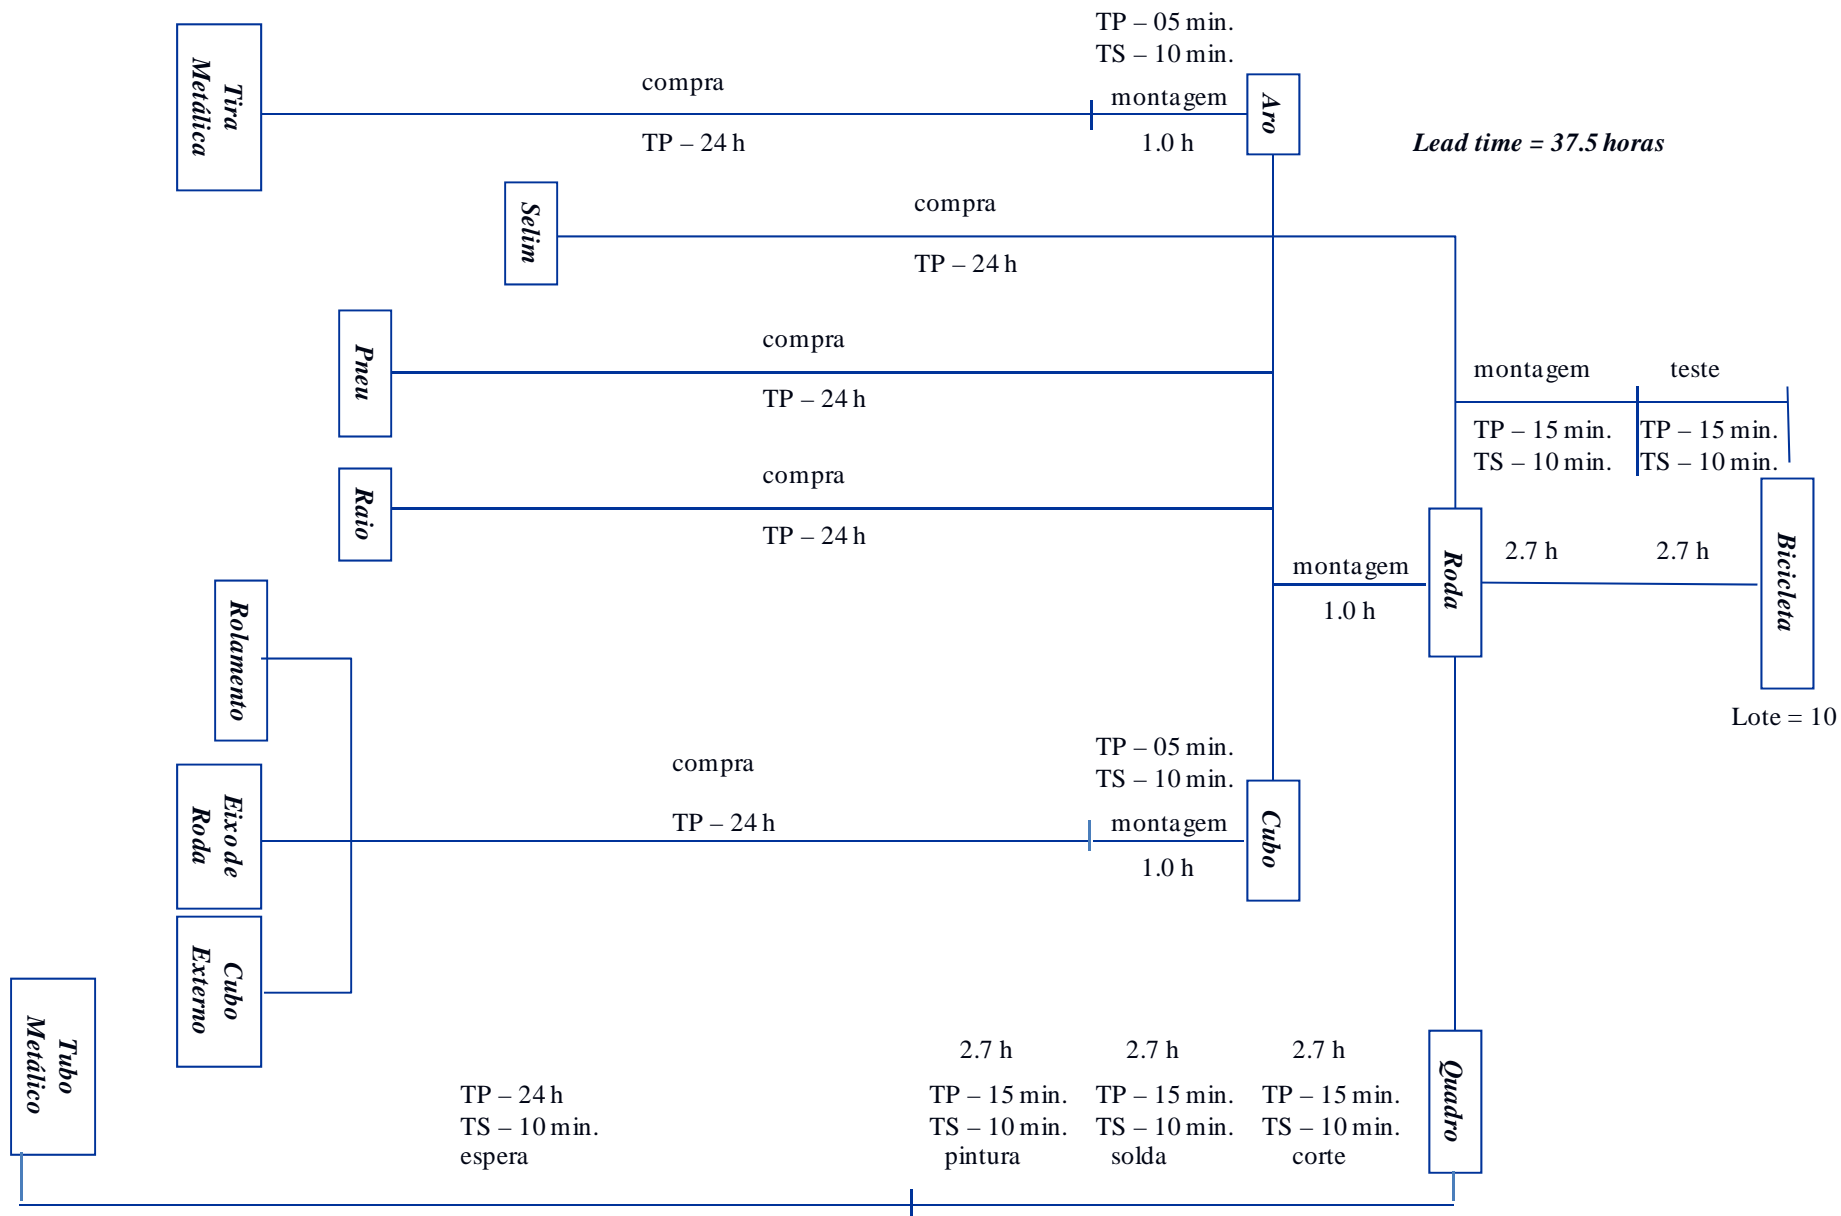 TP – 05 min.
TS – 10 min.
Tira
Metálica
compra
montagem
Aro
TP – 24 h
1.0 h
Lead time = 37.5 horas
Selim
compra
TP – 24 h
Pneu
compra
TP – 24 h
montagem
teste
TP – 15 min.
TS – 10 min.
TP – 15 min.
TS – 10 min.
Raio
compra
TP – 24 h
Roda
2.7 h
2.7 h
Bicicleta
montagem
1.0 h
Lote = 10
Rolamento
TP – 05 min.
TS – 10 min.
Eixo de
Roda
compra
TP – 24 h
montagem
1.0 h
Cubo
Cubo
Externo
Tubo
Metálico
2.7 h
2.7 h
2.7 h
TP – 24 h
TS – 10 min.
espera
TP – 15 min.
TS – 10 min.
pintura
TP – 15 min.
TS – 10 min.
solda
TP – 15 min.
TS – 10 min.
corte
Quadro